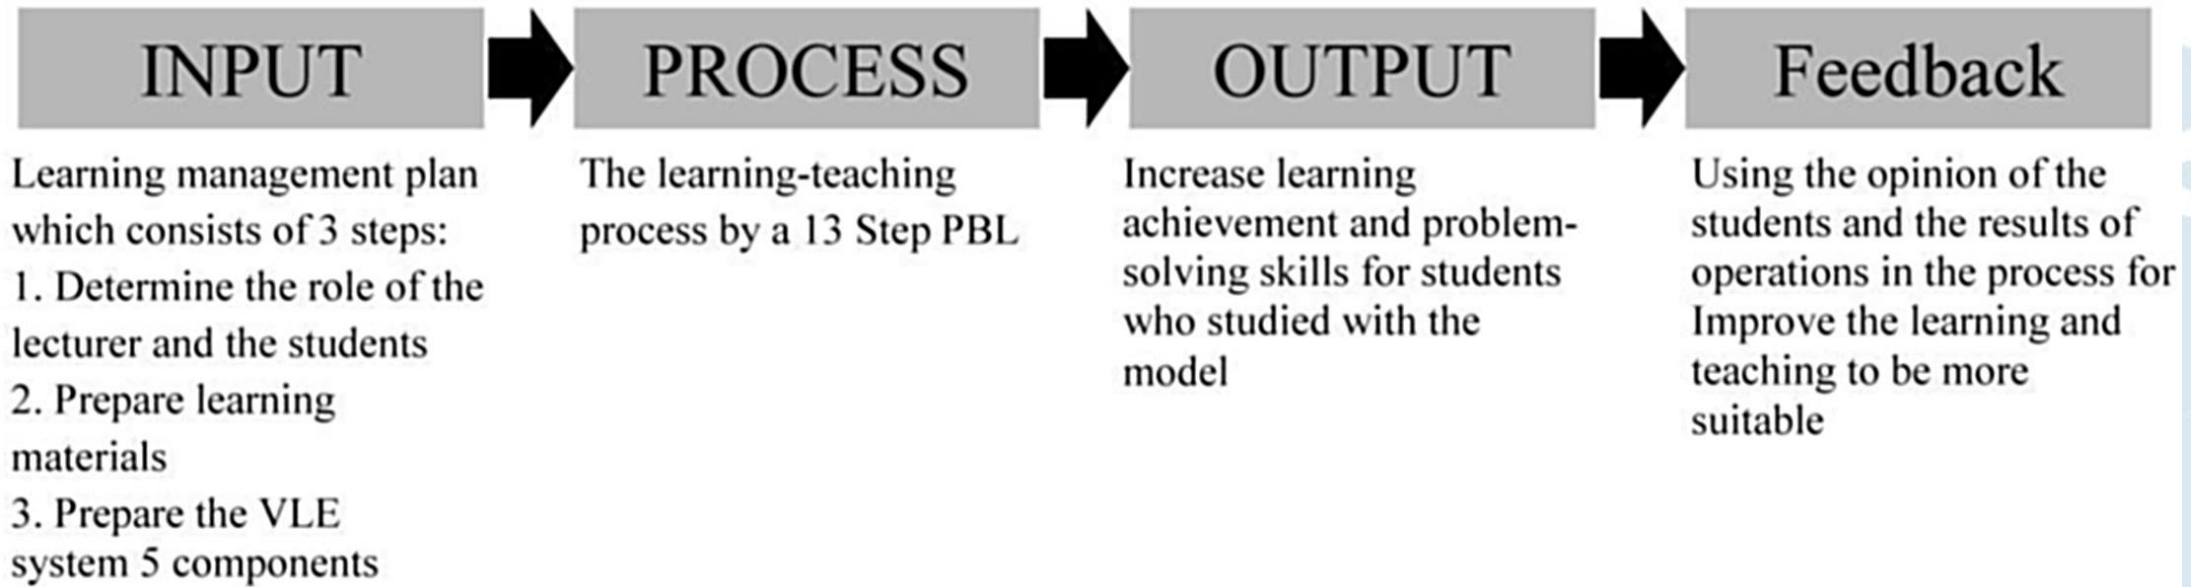 INPUT
PROCESS
OUTPUT
Feedback
Learning management plan
which consists of 3 steps:
1. Determine the role of the
lecturer and the students
2. Prepare learning
materials
3. Prepare the VLE
system 5 components
The learning-teaching
process by a 13 Step PBL
Increase learning
achievement and problem-
solving skills for students
who studied with the
model
Using the opinion of the
students and the results of
operations in the process for
Improve the learning and
teaching to be more
suitable